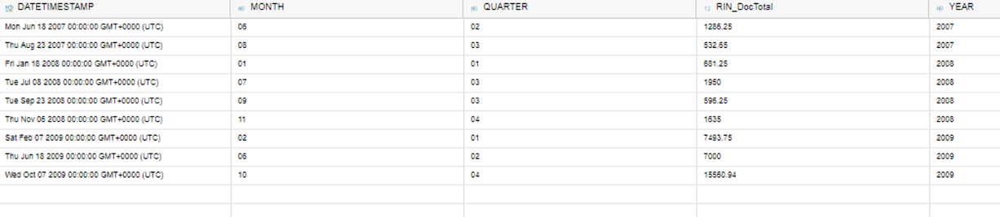 DATETIMESTAMP MONTH QUARTER RIN_DocTotal YEAR
Mon Jun 18 2007 00:00:00 GMT+0000 (UTC) 06 02 1286.25 2007
Thu Aug 23 2007 00:00:00 GMT+0000 (UTC) 08 03 532.65 2007
Fri Jan 18 2008 00:00:00 GMT+0000 (UTC) 01 01 681.25 2008
Tue Jul 08 2008 00:00:00 GMT+0000 (UTC) 07 03 1950 2008
Tue Sep 23 2008 00:00:00 GMT+0000 (UTC) 09 03 596.25 2008
Thu Nov 06 2008 00:00:00 GMT+0000 (UTC) 11 04 1635 2008
Sat Feb 07 2009 00:00:00 GMT+0000 (UTC) 02 01 7493.75 2009
Thu Jun 18 2009 00:00:00 GMT+0000 (UTC) 06 02 7000 2009
Wed Oct 07 2009 00:00:00 GMT+0000 (UTC) 10 04 15560.94 2009